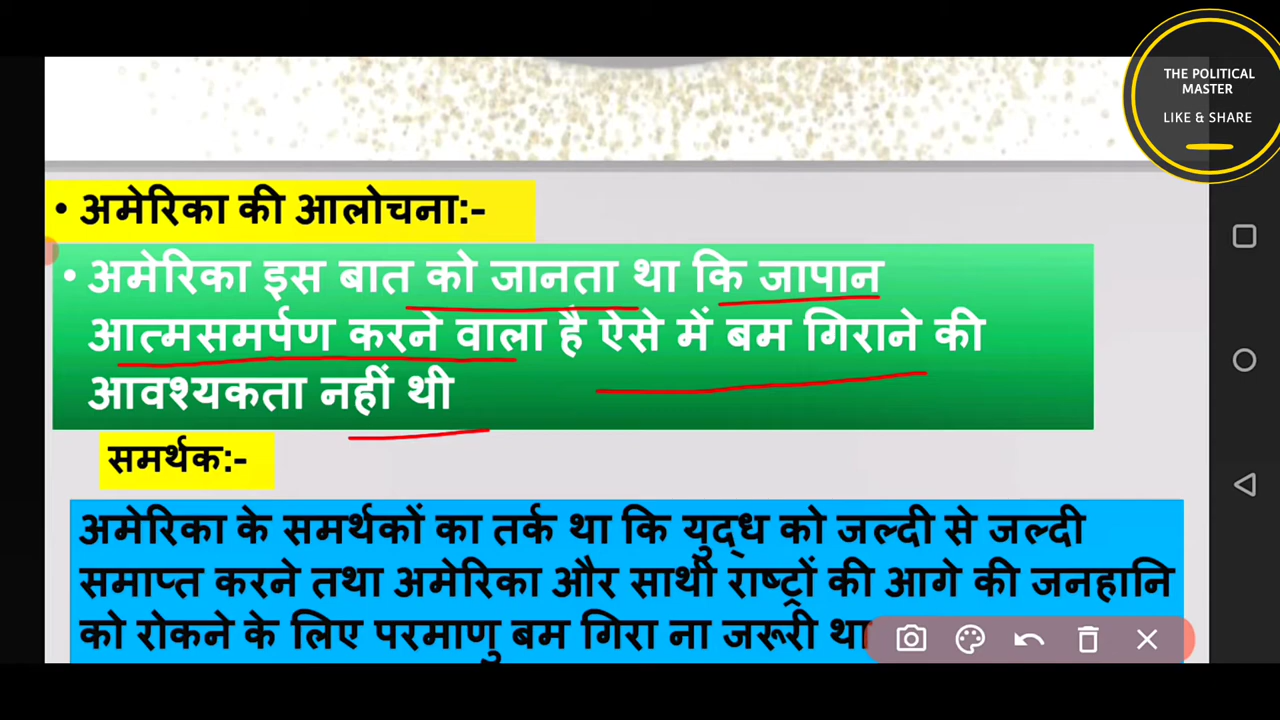 THE POLITICAL
MASTER
LIKE & SHARE
• अमेरिका की आलोचना:-
• अमेरिका इस बात को जानता था कि जापान
आत्मसमर्पण करने वाला है ऐसे में बम गिराने की
आवश्यकता नहीं थी
समर्थक:-
अमेरिका के समर्थकों का तर्क था कि युद्ध को जल्दी से जल्दी
समाप्त करने तथा अमेरिका और साथी राष्ट्रों की आगे की जनहानि
को रोकने के लिए परमाणु बम गिरा ना जरूरी था